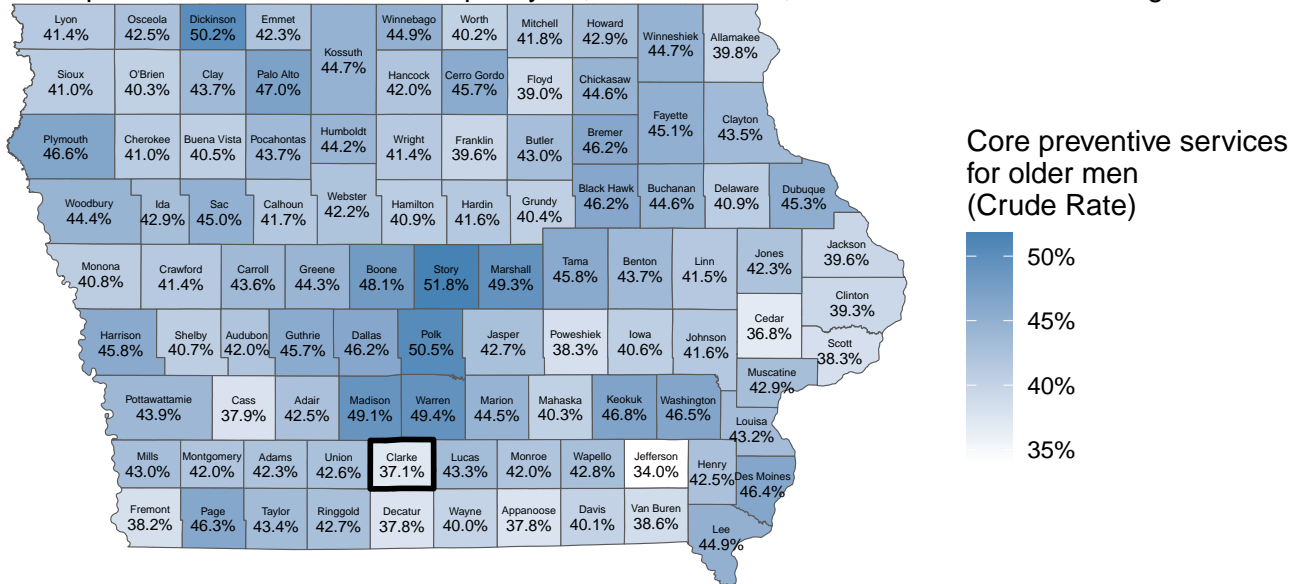 Lyon
41.4%
Osceola
42.5%
Dickinson
50.2%
Emmet
42.3%
Kossuth
44.7%
Winnebago
44.9%
Worth
40.2%
Mitchell
41.8%
Howard
42.9%
Winneshiek
44.7%
Allamakee
39.8%
Sioux
41.0%
O'Brien
40.3%
Clay
43.7%
Palo Alto
47.0%
Hancock
42.0%
Cerro Gordo
45.7%
Floyd
39.0%
Chickasaw
44.6%
Fayette
45.1%
Clayton
43.5%
Plymouth
46.6%
Cherokee
41.0%
Buena Vista
40.5%
Pocahontas
43.7%
Humboldt
44.2%
Wright
41.4%
Franklin
39.6%
Butler
43.0%
Bremer
46.2%
Woodbury
44.4%
Ida
42.9%
Sac
45.0%
Calhoun
41.7%
Webster
42.2%
Hamilton
40.9%
Hardin
41.6%
Grundy
40.4%
Black Hawk
46.2%
Buchanan
44.6%
Delaware
40.9%
Dubuque
45.3%
Monona
40.8%
Crawford
41.4%
Carroll
43.6%
Greene
44.3%
Boone
48.1%
Story
51.8%
Marshall
49.3%
Tama
45.8%
Benton
43.7%
Linn
41.5%
Jones
42.3%
Jackson
39.6%
Clinton
39.3%
Cedar
36.8%
Scott
38.3%
Harrison
45.8%
Shelby
40.7%
Audubon
42.0%
Guthrie
45.7%
Dallas
46.2%
Polk
50.5%
Jasper
42.7%
Poweshiek
38.3%
Iowa
40.6%
Johnson
41.6%
Muscatine
42.9%
Pottawattamie
43.9%
Cass
37.9%
Adair
42.5%
Madison
49.1%
Warren
49.4%
Marion
44.5%
Mahaska
40.3%
Keokuk
46.8%
Washington
46.5%
Louisa
43.2%
Mills
43.0%
Montgomery
42.0%
Adams
42.3%
Union
42.6%
Clarke
37.1%
Lucas
43.3%
Monroe
42.0%
Wapello
42.8%
Jefferson
34.0%
Henry
42.5%
Des Moines
46.4%
Fremont
38.2%
Page
46.3%
Taylor
43.4%
Ringgold
42.7%
Decatur
37.8%
Wayne
40.0%
Appanoose
37.8%
Davis
40.1%
Van Buren
38.6%
Lee
44.9%
Core preventive services
for older men
(Crude Rate)
50%
45%
40%
35%